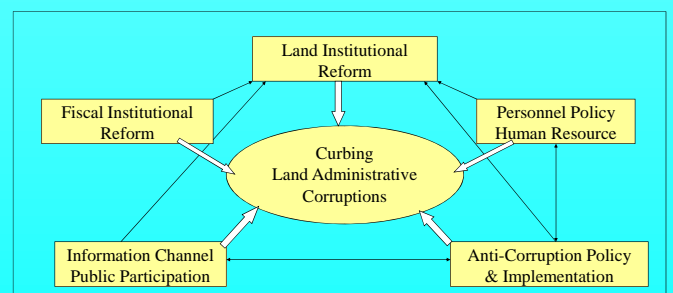 Land Institutional
Reform
Fiscal Institutional
Reform
Personnel Policy
Human Resource
Curbing
Land Administrative
Corruptions
Information Channel
Public Participation
Anti-Corruption Policy
& Implementation